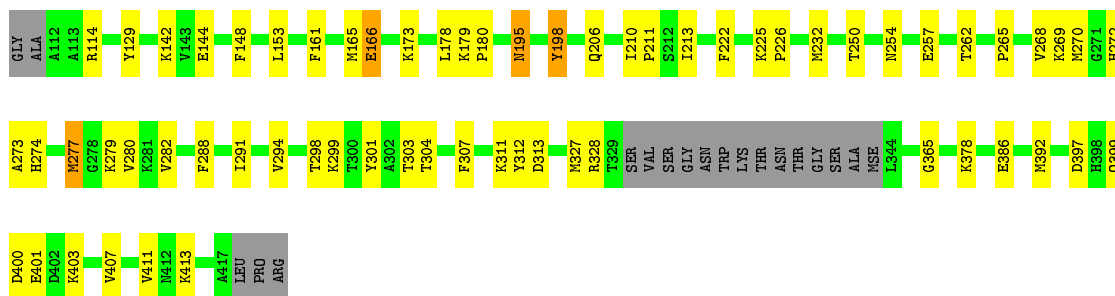 GLY ALA A112 A113 R114 Y129 K142 V143 E144 F148 L153 F161 M165 E166 K173 L178 K179 P180 N195 Y198 Q206 I210 P211 S212 I213 F222 K225 P226 M232 T250 N254 E257 T262 P265 V268 K269 M270 G271
A273 H274 M277 G278 K279 V280 K281 V282 F288 I291 V294 T298 K299 T300 Y301 A302 T303 T304 F307 K311 Y312 D313 M327 R328 T329 SER VAL SER GLY ASN TRP LYS THR ASN THR GLY SER ALA MSE L344 G365 K378 E386 M392 D397 H398
D400 E401 D402 K403 V407 V411 N412 K413 A417 LEU PRO ARG